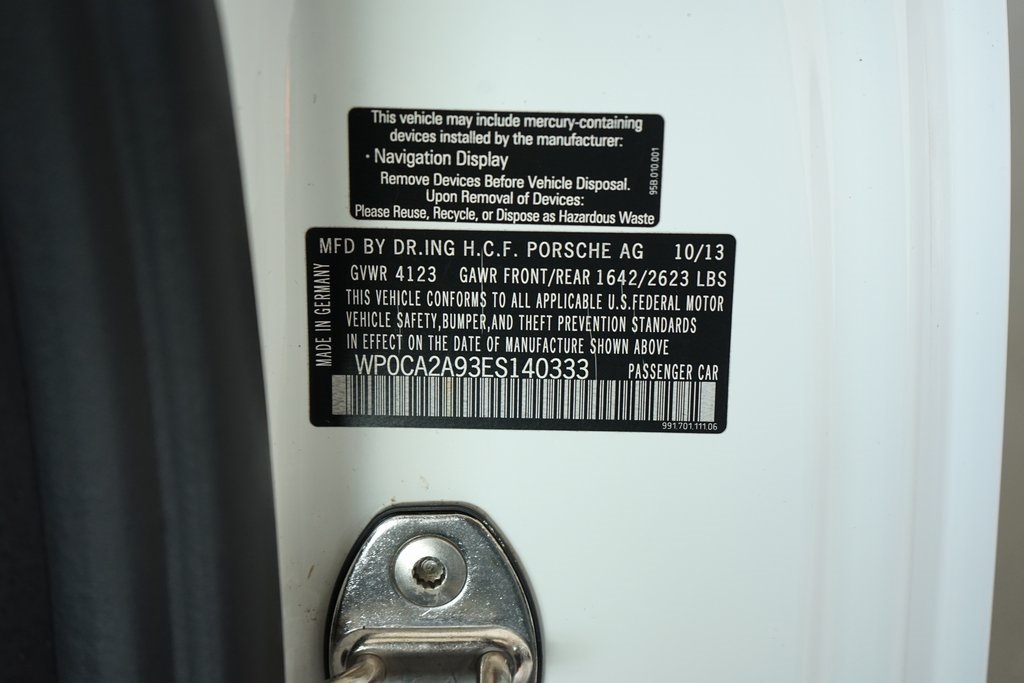 This vehicle may include mercury-containing
devices installed by the manufacturer:
· Navigation Display
Remove Devices Before Vehicle Disposal.
Upon Removal of Devices:
Please Reuse, Recycle, or Dispose as Hazardous Waste
95B.010.001
MFD BY DR.ING H.C.F. PORSCHE AG 10/13
GVWR 4123 GAWR FRONT/REAR 1642/2623 LBS
THIS VEHICLE CONFORMS TO ALL APPLICABLE U.S.FEDERAL MOTOR
VEHICLE SAFETY,BUMPER,AND THEFT PREVENTION STANDARDS
IN EFFECT ON THE DATE OF MANUFACTURE SHOWN ABOVE
WP0CA2A93ES140333 PASSENGER CAR
MADE IN GERMANY
991.701.111.06